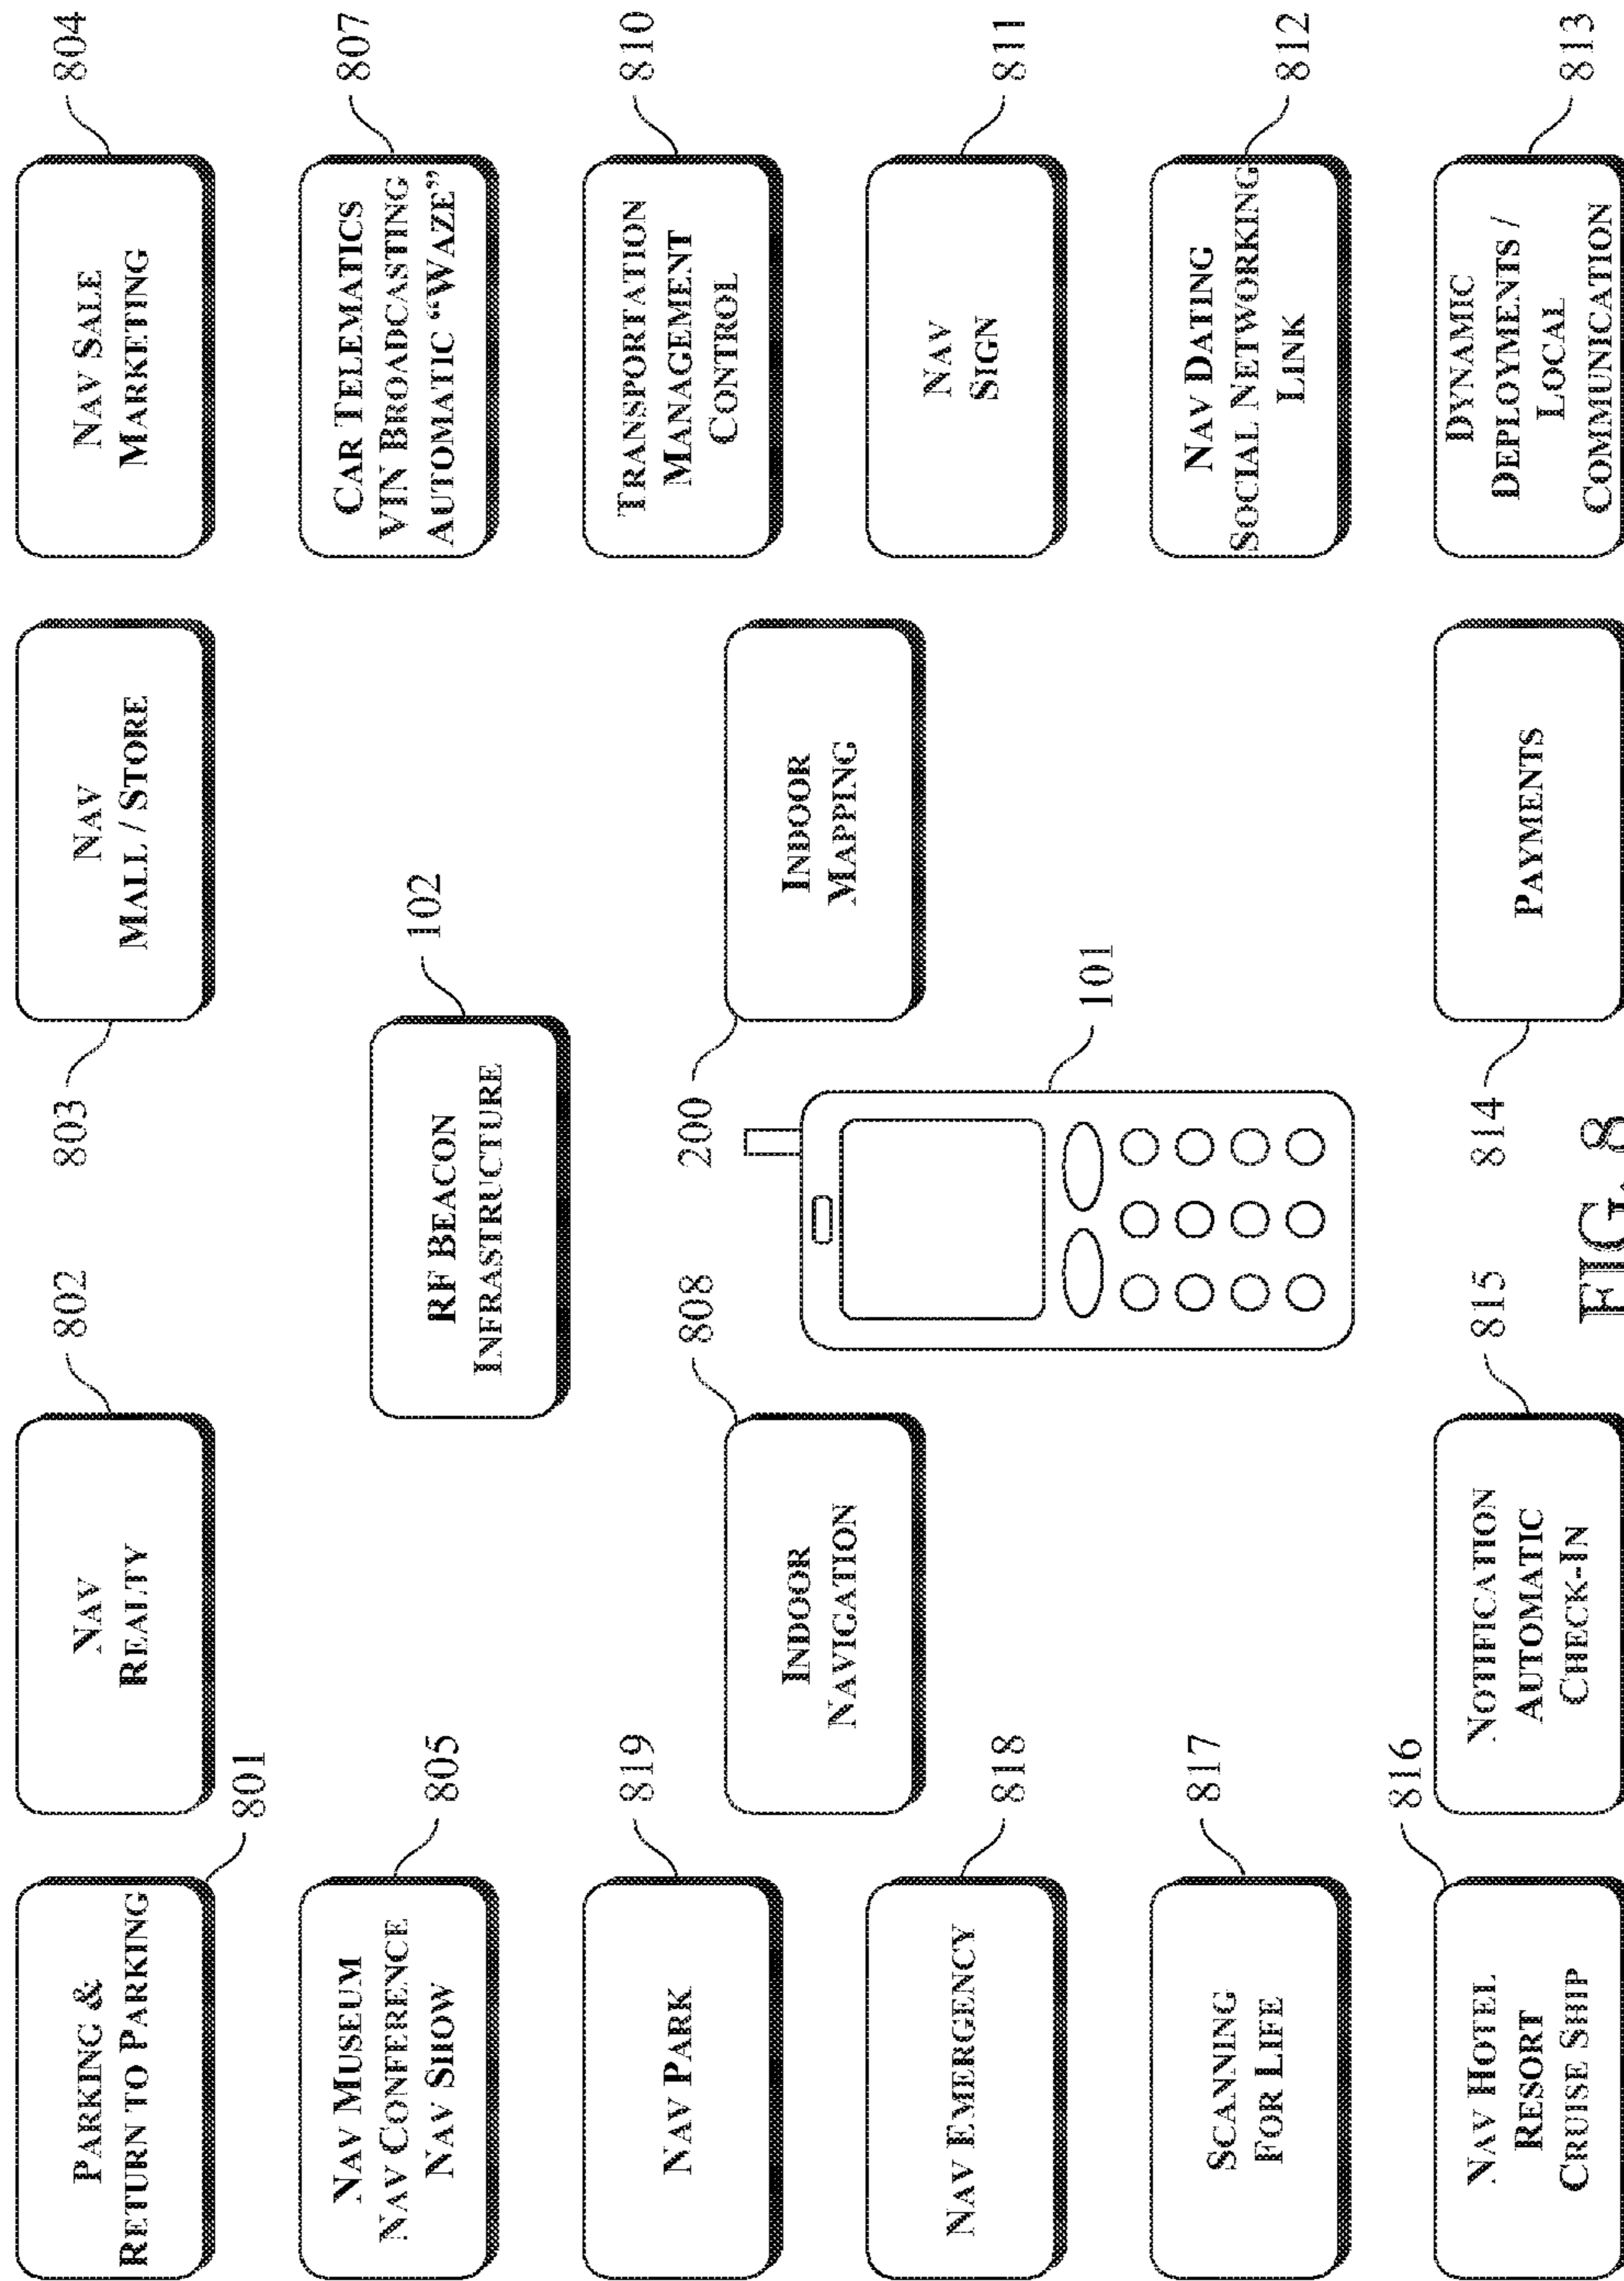 PARKING &
RETURN TO PARKING
801
NAV
REALTY
802
NAV
MALL / STORE
803
NAV SALE
MARKETING
804
NAV MUSEUM
NAV CONFERENCE
NAV SHOW
805
RF BEACON
INFRASTRUCTURE
102
CAR TELEMATICS
VIN BROADCASTING
AUTOMATIC “WAZE”
807
NAV PARK
819
TRANSPORTATION
MANAGEMENT
CONTROL
810
INDOOR
NAVIGATION
808
INDOOR
MAPPING
200
NAV EMERGENCY
818
101
NAV
SIGN
811
SCANNING
FOR LIFE
817
NAV DATING
SOCIAL NETWORKING
LINK
812
NAV HOTEL
RESORT
CRUISE SHIP
816
NOTIFICATION
AUTOMATIC
CHECK-IN
815
PAYMENTS
814
DYNAMIC
DEPLOYMENTS /
LOCAL
COMMUNICATION
813
FIG. 8